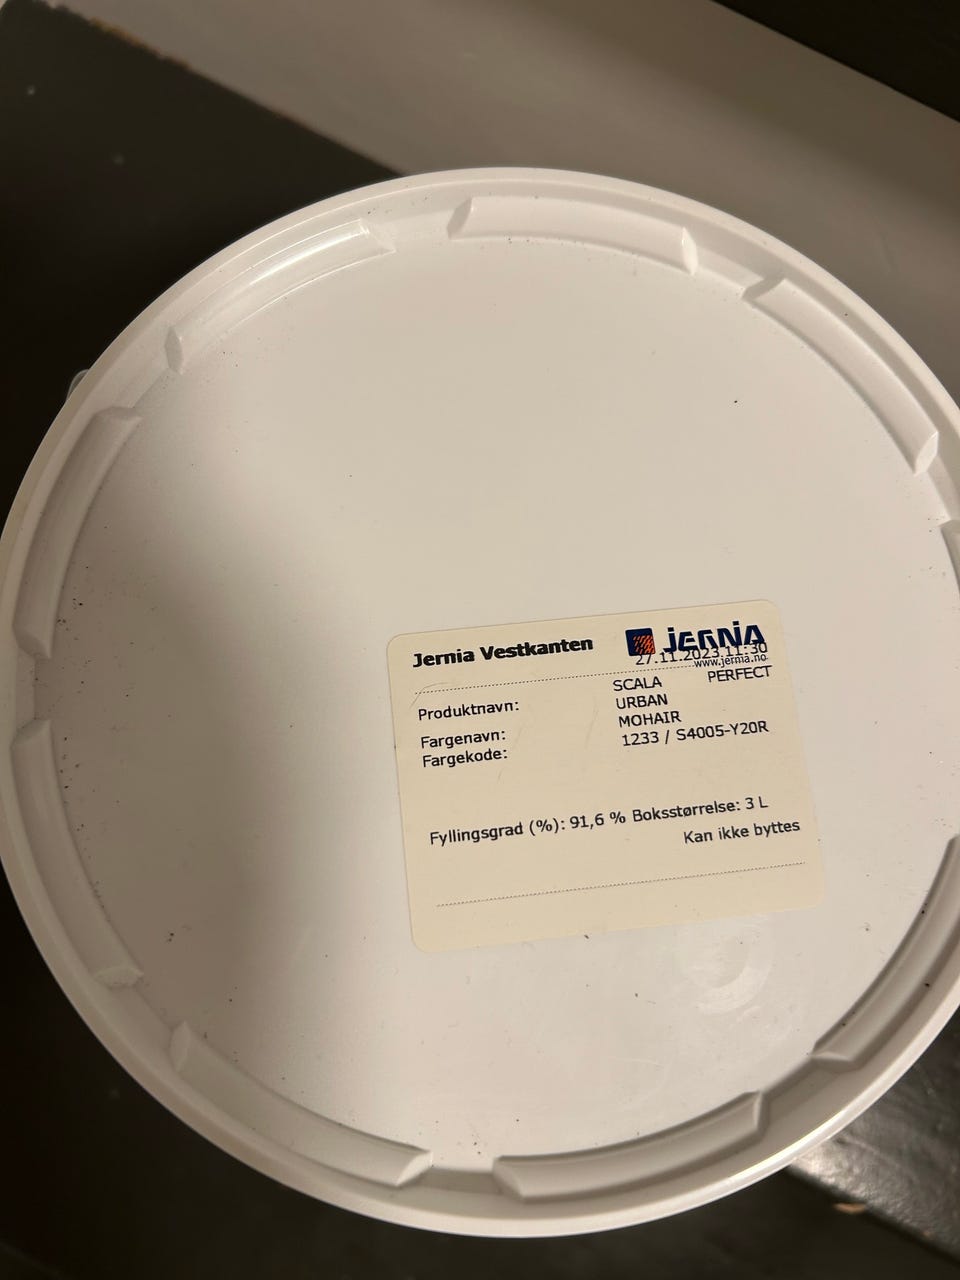 Jernia Vestkanten
JERNIA
27.11.2023 11:30
www.jernia.no
Produktnavn: SCALA PERFECT
URBAN
Fargenavn: MOHAIR
Fargekode: 1233 / S4005-Y20R
Fyllingsgrad (%): 91,6 % Boksstørrelse: 3 L
Kan ikke byttes